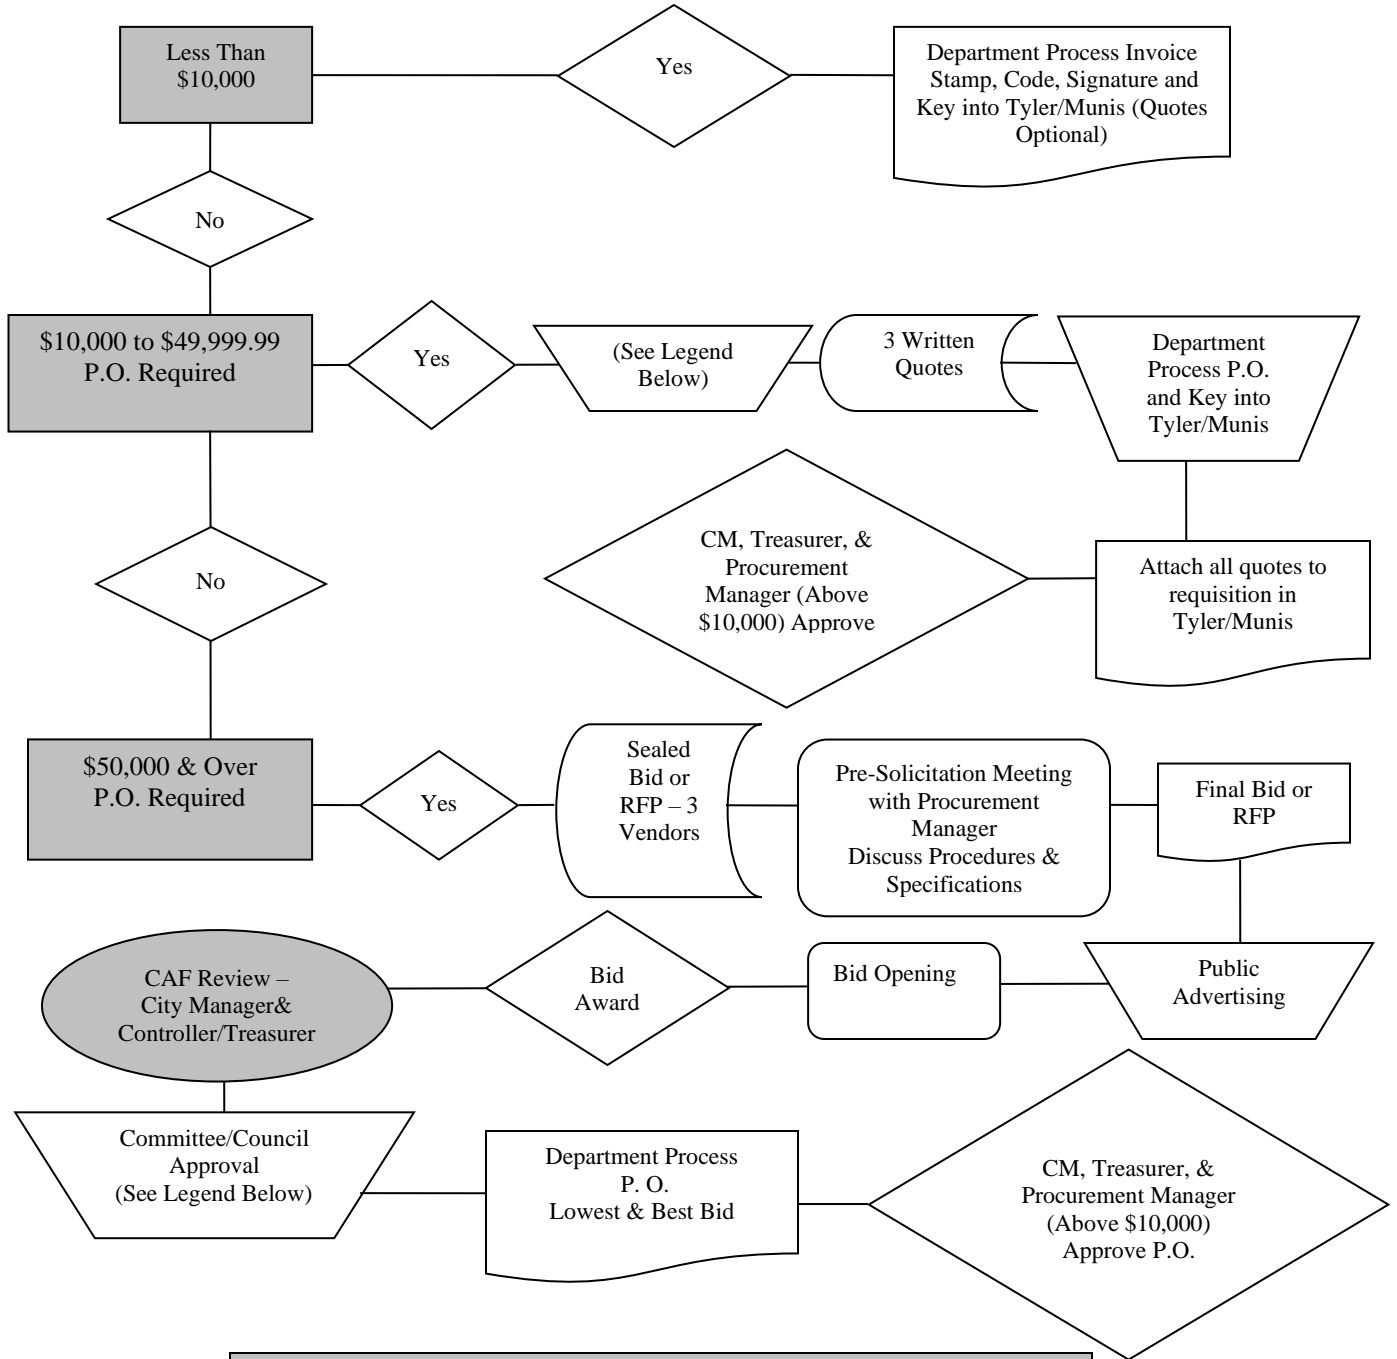 Less Than
$10,000
Yes
Department Process Invoice
Stamp, Code, Signature and
Key into Tyler/Munis (Quotes
Optional)
No
$10,000 to $49,999.99
P.O. Required
Yes
(See Legend
Below)
3 Written
Quotes
Department
Process P.O.
and Key into
Tyler/Munis
CM, Treasurer, &
Procurement
Manager (Above
$10,000) Approve
Attach all quotes to
requisition in
Tyler/Munis
No
$50,000 & Over
P.O. Required
Yes
Sealed
Bid or
RFP – 3
Vendors
Pre-Solicitation Meeting
with Procurement
Manager
Discuss Procedures &
Specifications
Final Bid or
RFP
CAF Review –
City Manager&
Controller/Treasurer
Bid
Award
Bid Opening
Public
Advertising
Committee/Council
Approval
(See Legend Below)
Department Process
P. O.
Lowest & Best Bid
CM, Treasurer, &
Procurement Manager
(Above $10,000)
Approve P.O.